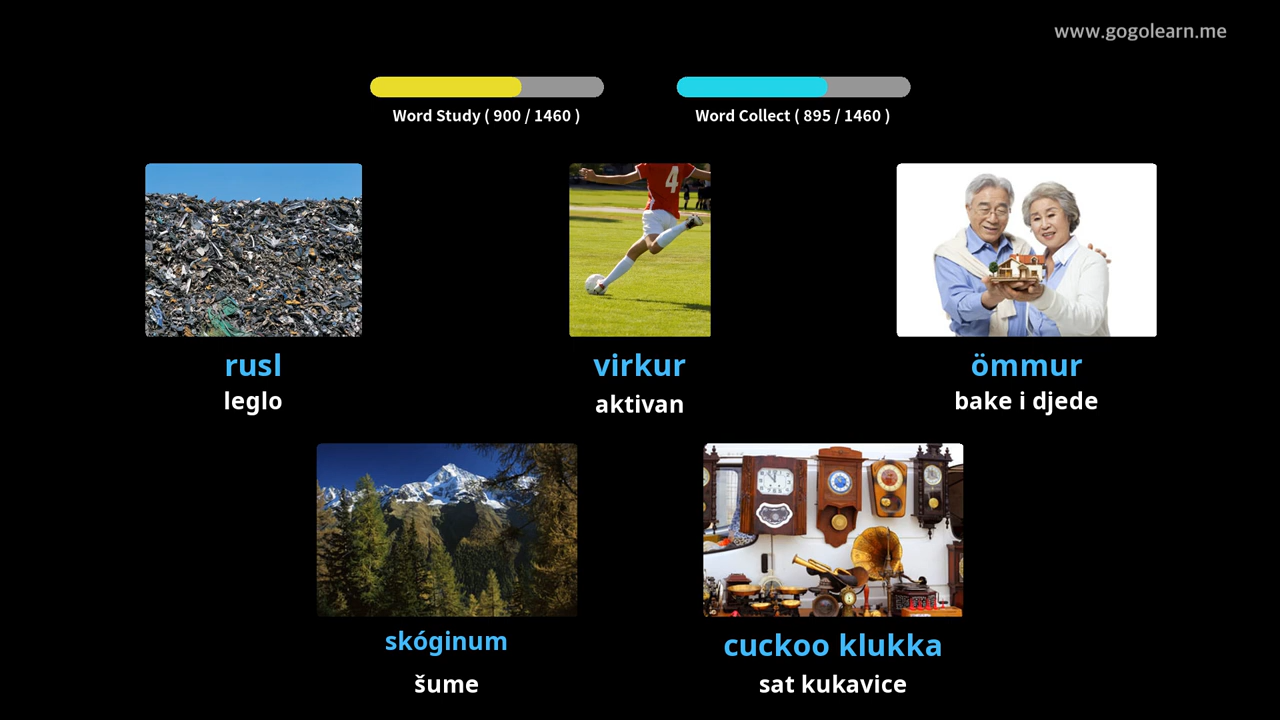 www.gogolearn.me
Word Study ( 900 / 1460 )
Word Collect ( 895 / 1460 )
4
rusl
leglo
virkur
aktivan
ömmur
bake i djede
skóginum
šume
cuckoo klukka
sat kukavice